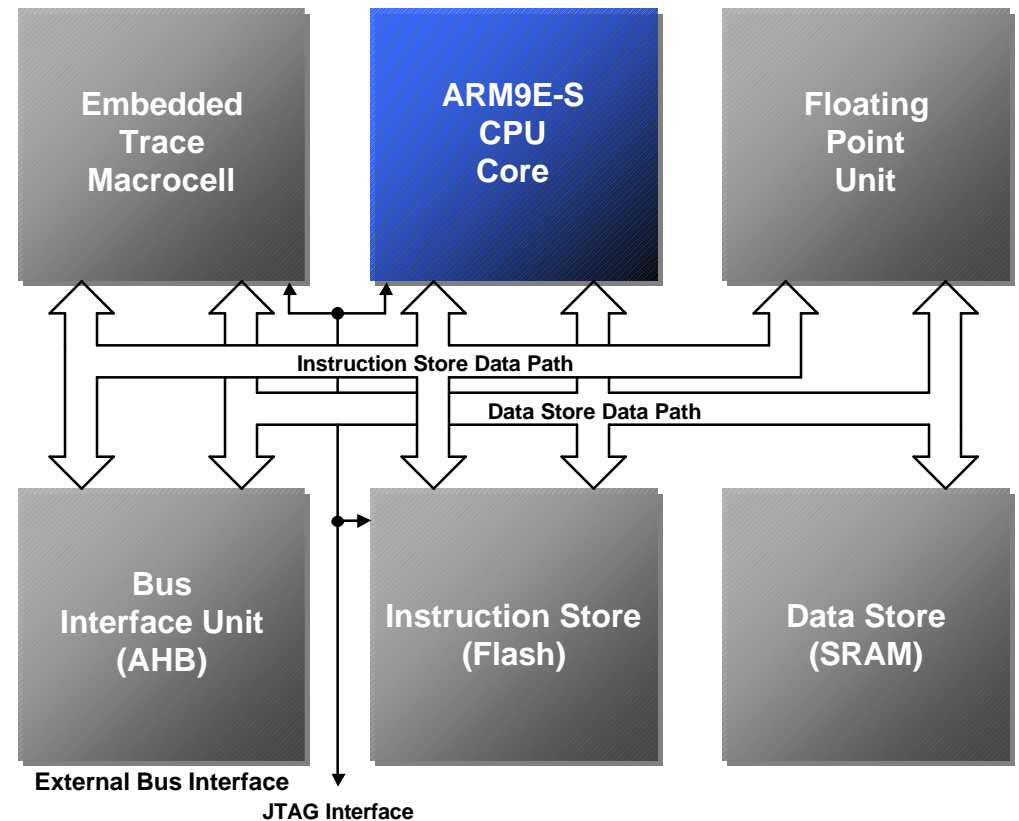 Embedded
Trace
Macrocell
ARM9E-S
CPU
Core
Floating
Point
Unit
Instruction Store Data Path
Data Store Data Path
Bus
Interface Unit
(AHB)
Instruction Store
(Flash)
Data Store
(SRAM)
External Bus Interface
JTAG Interface